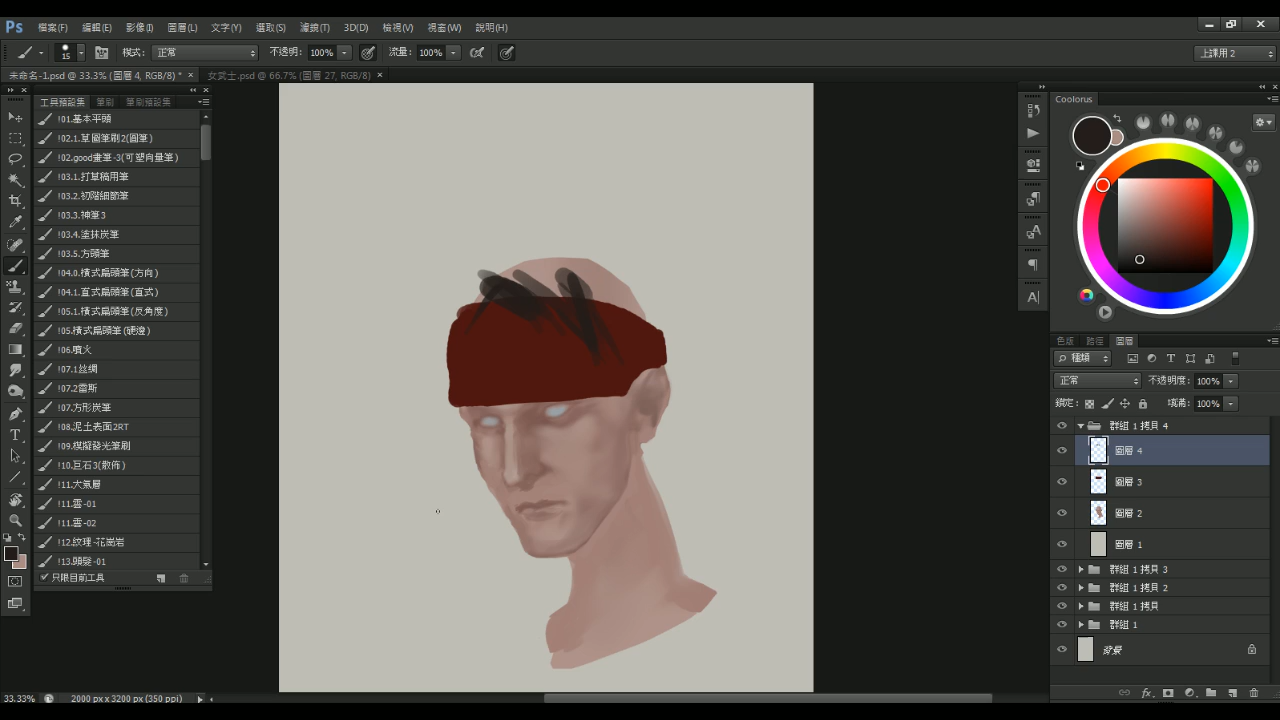 Ps 檔案(F) 編輯(E) 影像(I) 圖層(L) 文字(Y) 選取(S) 濾鏡(T) 3D(D) 檢視(V) 視窗(W) 說明(H)
15 模式: 正常 不透明: 100% 流量: 100% 上課用 2
未命名-1.psd @ 33.3% (圖層 4, RGB/8) * × 女武士.psd @ 66.7% (圖層 27, RGB/8) ×
工具預設集 筆刷 筆刷預設集
!01.基本平頭
!02.1.草圖筆刷2(圓筆)
!02.good畫筆-3(可塑向量筆)
!03.1.打草稿用筆
!03.2.初階細節筆
!03.3.神筆3
!03.4.塗抹炭筆
!03.5.方頭筆
!04.0.橫式扁頭筆(方向)
!04.1.直式扁頭筆(直式)
!05.1.橫式扁頭筆(反角度)
!05.橫式扁頭筆(硬邊)
!06.噴火
!07.1絲綢
!07.2雷斯
!07.方形炭筆
!08.泥土表面2RT
!09.模擬發光筆刷
!10.巨石3(散佈)
!11.大氣層
!11.雲-01
!11.雲-02
!12.紋理-花崗岩
!13.頭髮-01
只限目前工具
Coolorus
色版 路徑 圖層
種類
正常 不透明度: 100%
鎖定: 填滿: 100%
群組 1 拷貝 4
圖層 4
圖層 3
圖層 2
圖層 1
群組 1 拷貝 3
群組 1 拷貝 2
群組 1 拷貝
群組 1
背景
33.33% 2000 px x 3200 px (350 ppi)